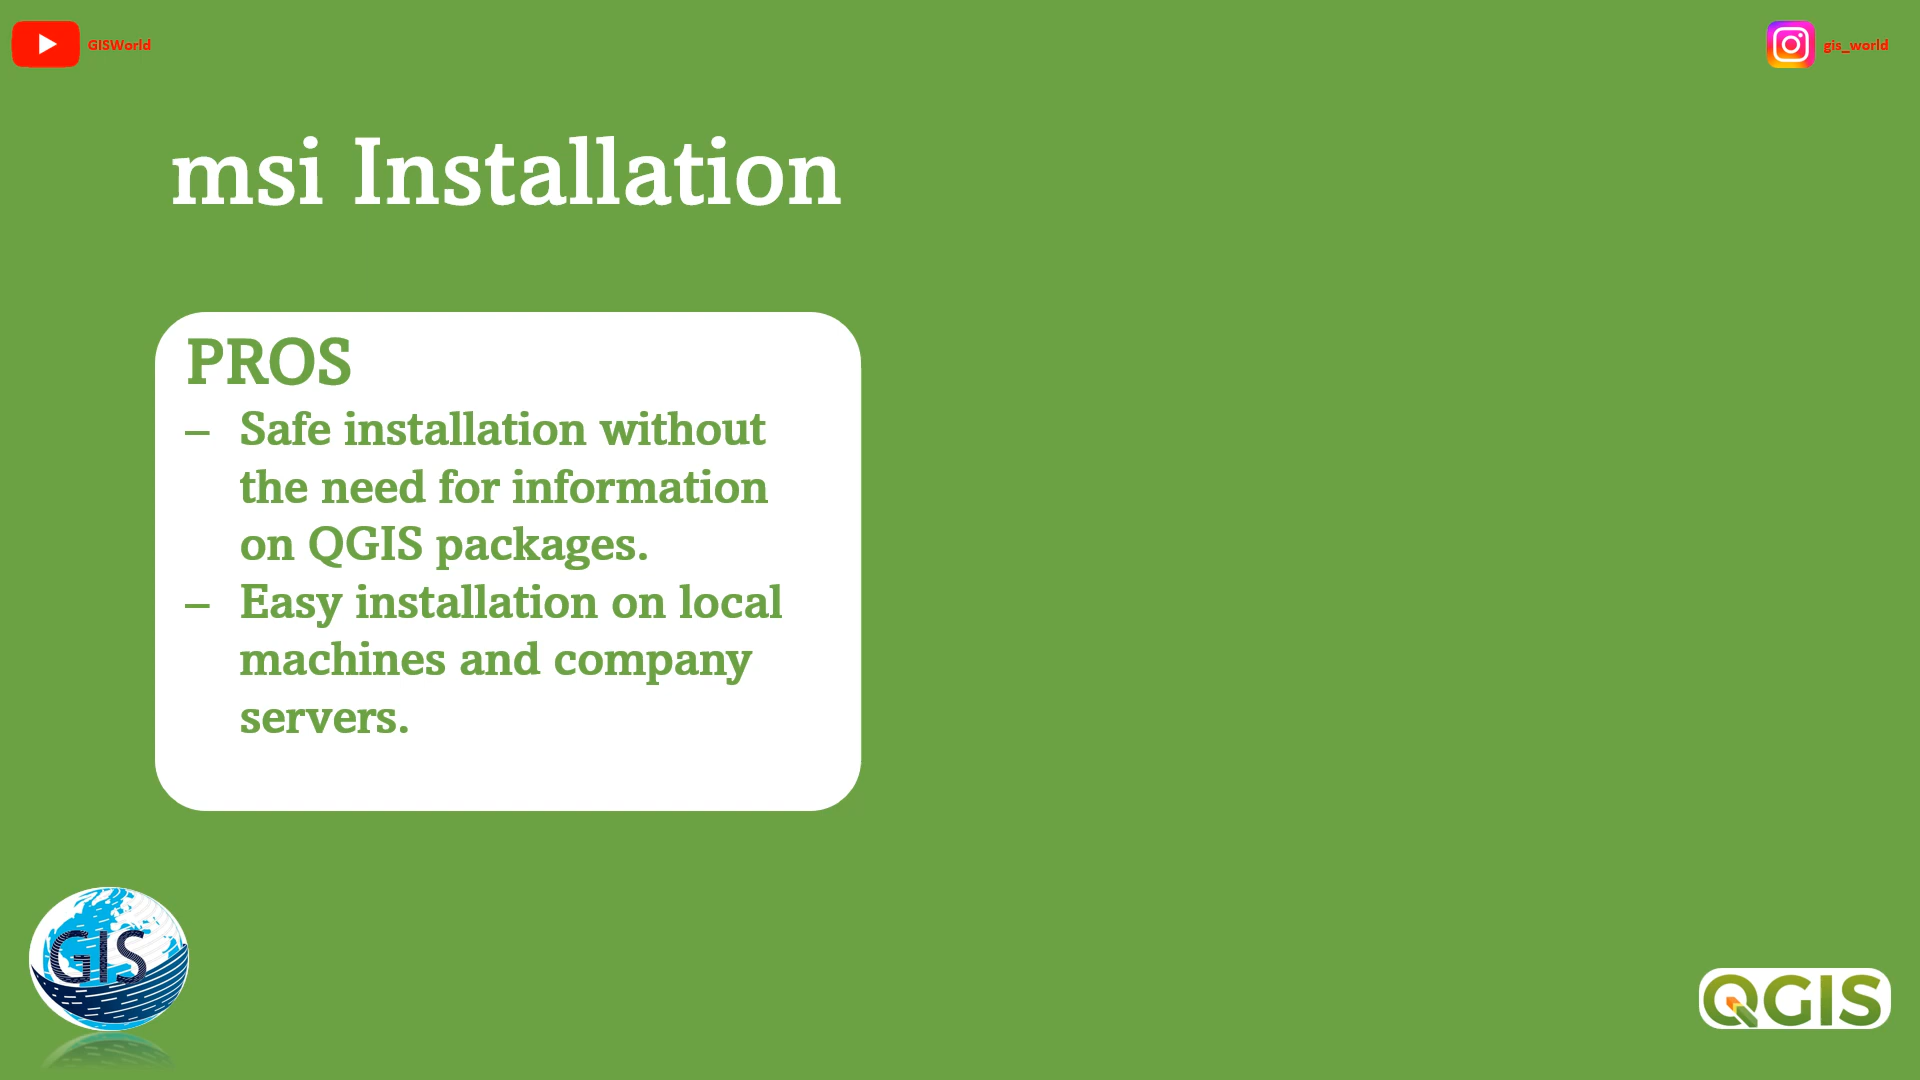 GISWorld
gis_world
msi Installation
PROS
– Safe installation without
the need for information
on QGIS packages.
– Easy installation on local
machines and company
servers.
GIS
QGIS